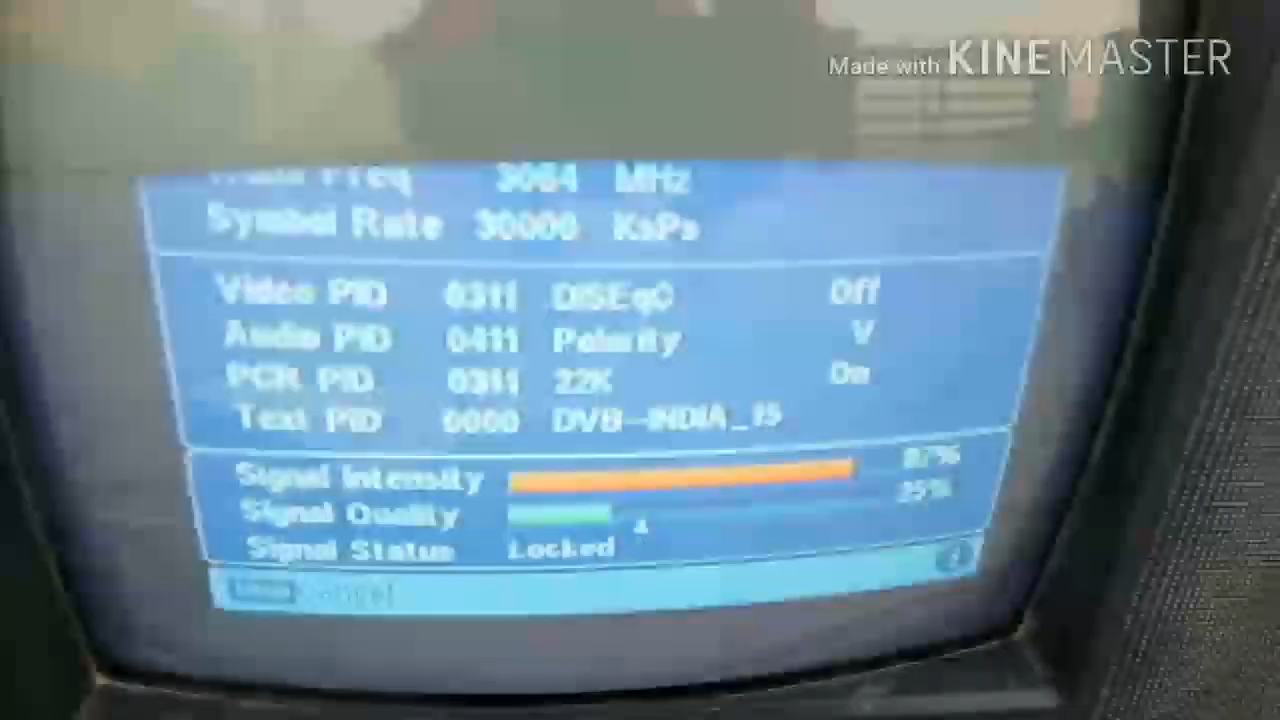 Made with KINEMASTER
Freq 3064 MHz
Symbol Rate 30000 KsPs
Video PID 0311 DISEqC Off
Audio PID 0411 Polarity V
PCR PID 0311 22K On
Text PID 0000 DVB-INDIA_15
Signal Intensity 87%
Signal Quality
Signal Status Locked